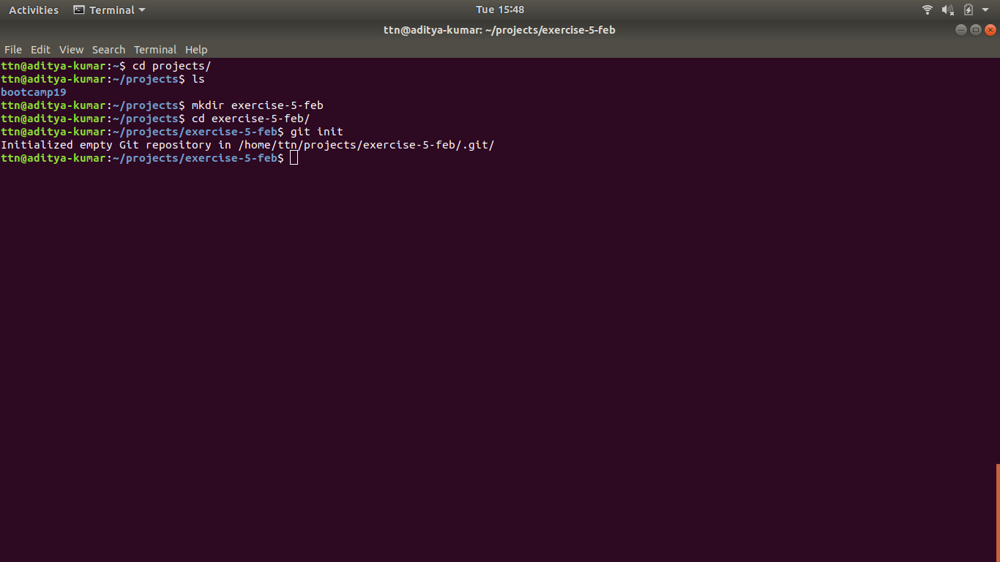 Activities Terminal Tue 15:48
ttn@aditya-kumar: ~/projects/exercise-5-feb
File Edit View Search Terminal Help
ttn@aditya-kumar:~$ cd projects/
ttn@aditya-kumar:~/projects$ ls
bootcamp19
ttn@aditya-kumar:~/projects$ mkdir exercise-5-feb
ttn@aditya-kumar:~/projects$ cd exercise-5-feb/
ttn@aditya-kumar:~/projects/exercise-5-feb$ git init
Initialized empty Git repository in /home/ttn/projects/exercise-5-feb/.git/
ttn@aditya-kumar:~/projects/exercise-5-feb$